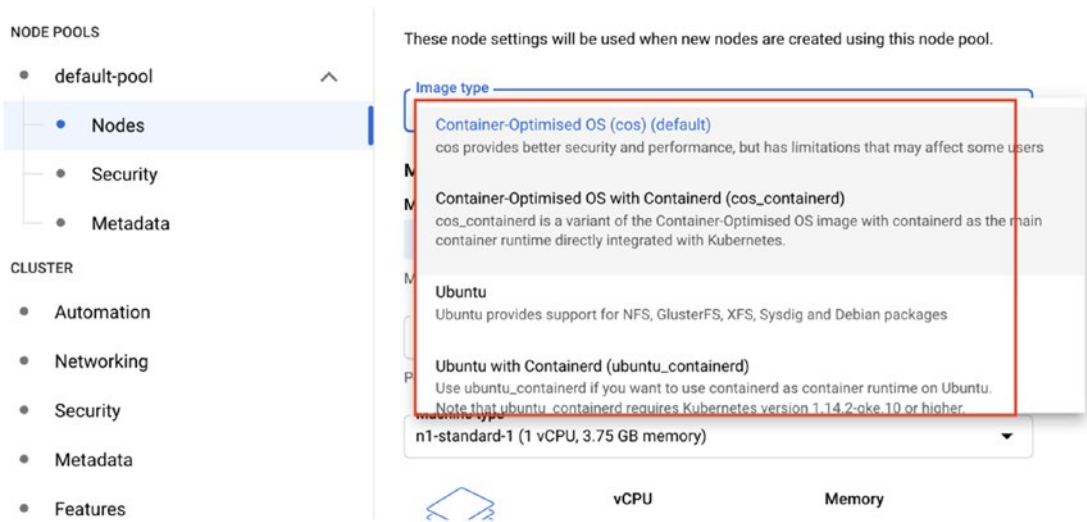 NODE POOLS
default-pool
Nodes
Security
Metadata
CLUSTER
Automation
Networking
Security
Metadata
Features
These node settings will be used when new nodes are created using this node pool.
Image type
Container-Optimised OS (cos) (default)
cos provides better security and performance, but has limitations that may affect some users
Container-Optimised OS with Containerd (cos_containerd)
cos_containerd is a variant of the Container-Optimised OS image with containerd as the main
container runtime directly integrated with Kubernetes.
Ubuntu
Ubuntu provides support for NFS, GlusterFS, XFS, Sysdig and Debian packages
Ubuntu with Containerd (ubuntu_containerd)
Use ubuntu_containerd if you want to use containerd as container runtime on Ubuntu.
Note that ubuntu_containerd requires Kubernetes version 1.14.2-gke.10 or higher.
Machine type
n1-standard-1 (1 vCPU, 3.75 GB memory)
vCPU
Memory